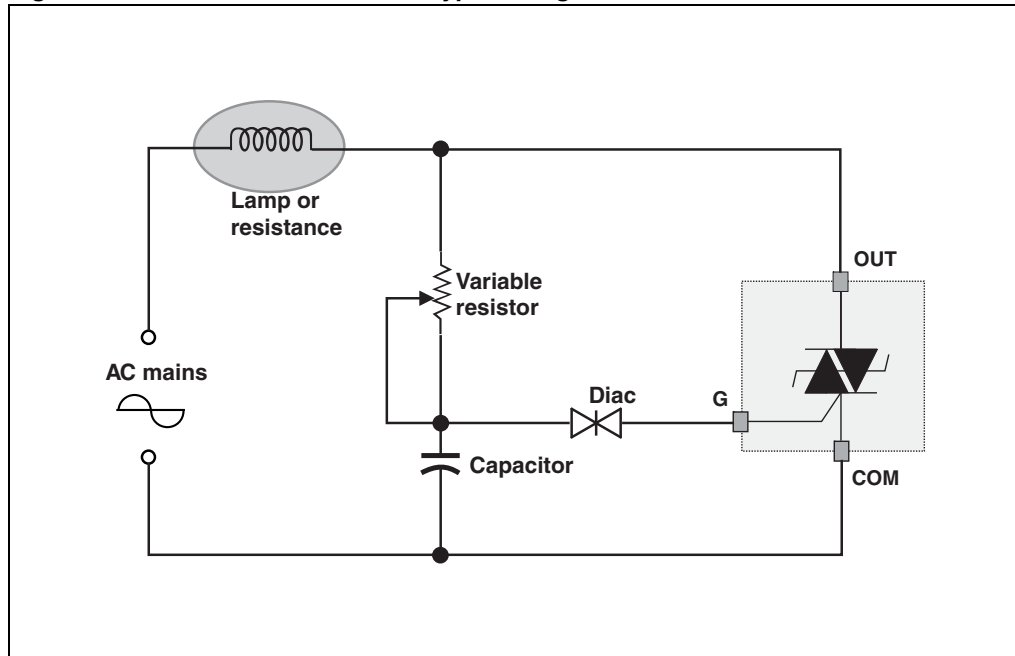 Lamp or
resistance
Variable
resistor
OUT
AC mains
Diac
G
Capacitor
COM